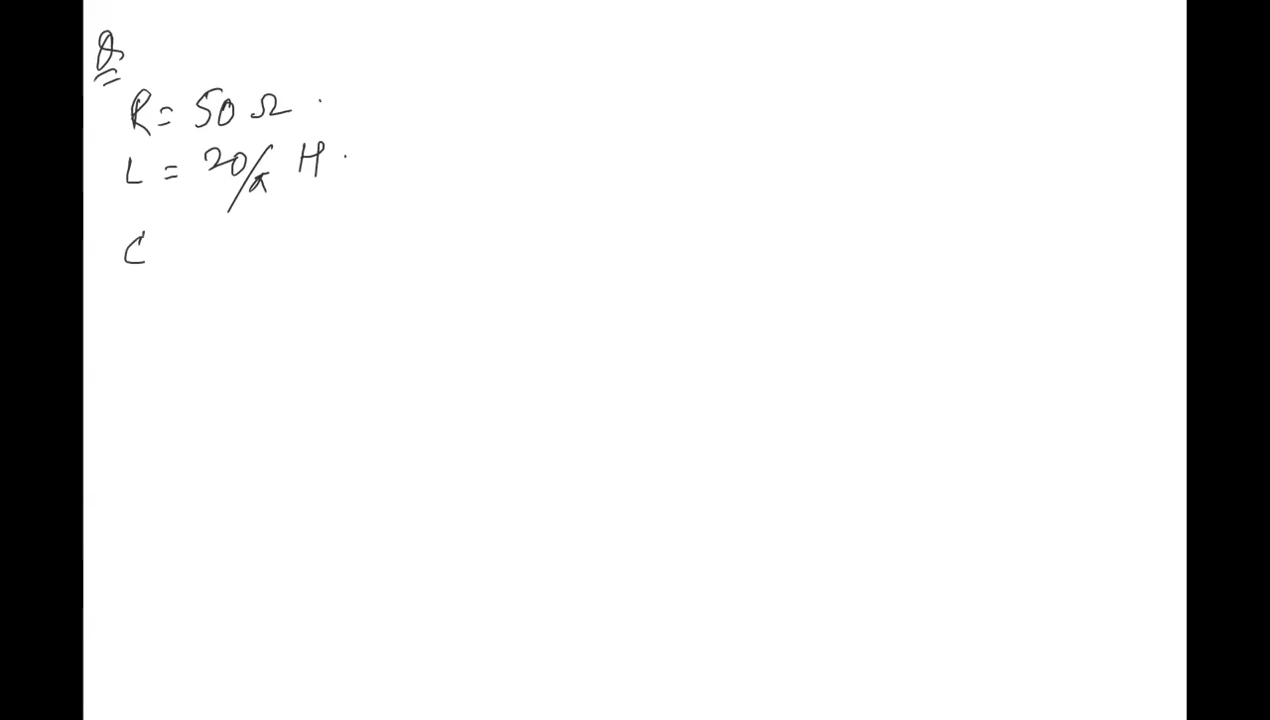 Q
R = 50 Ω .
L = 20/π H .
C